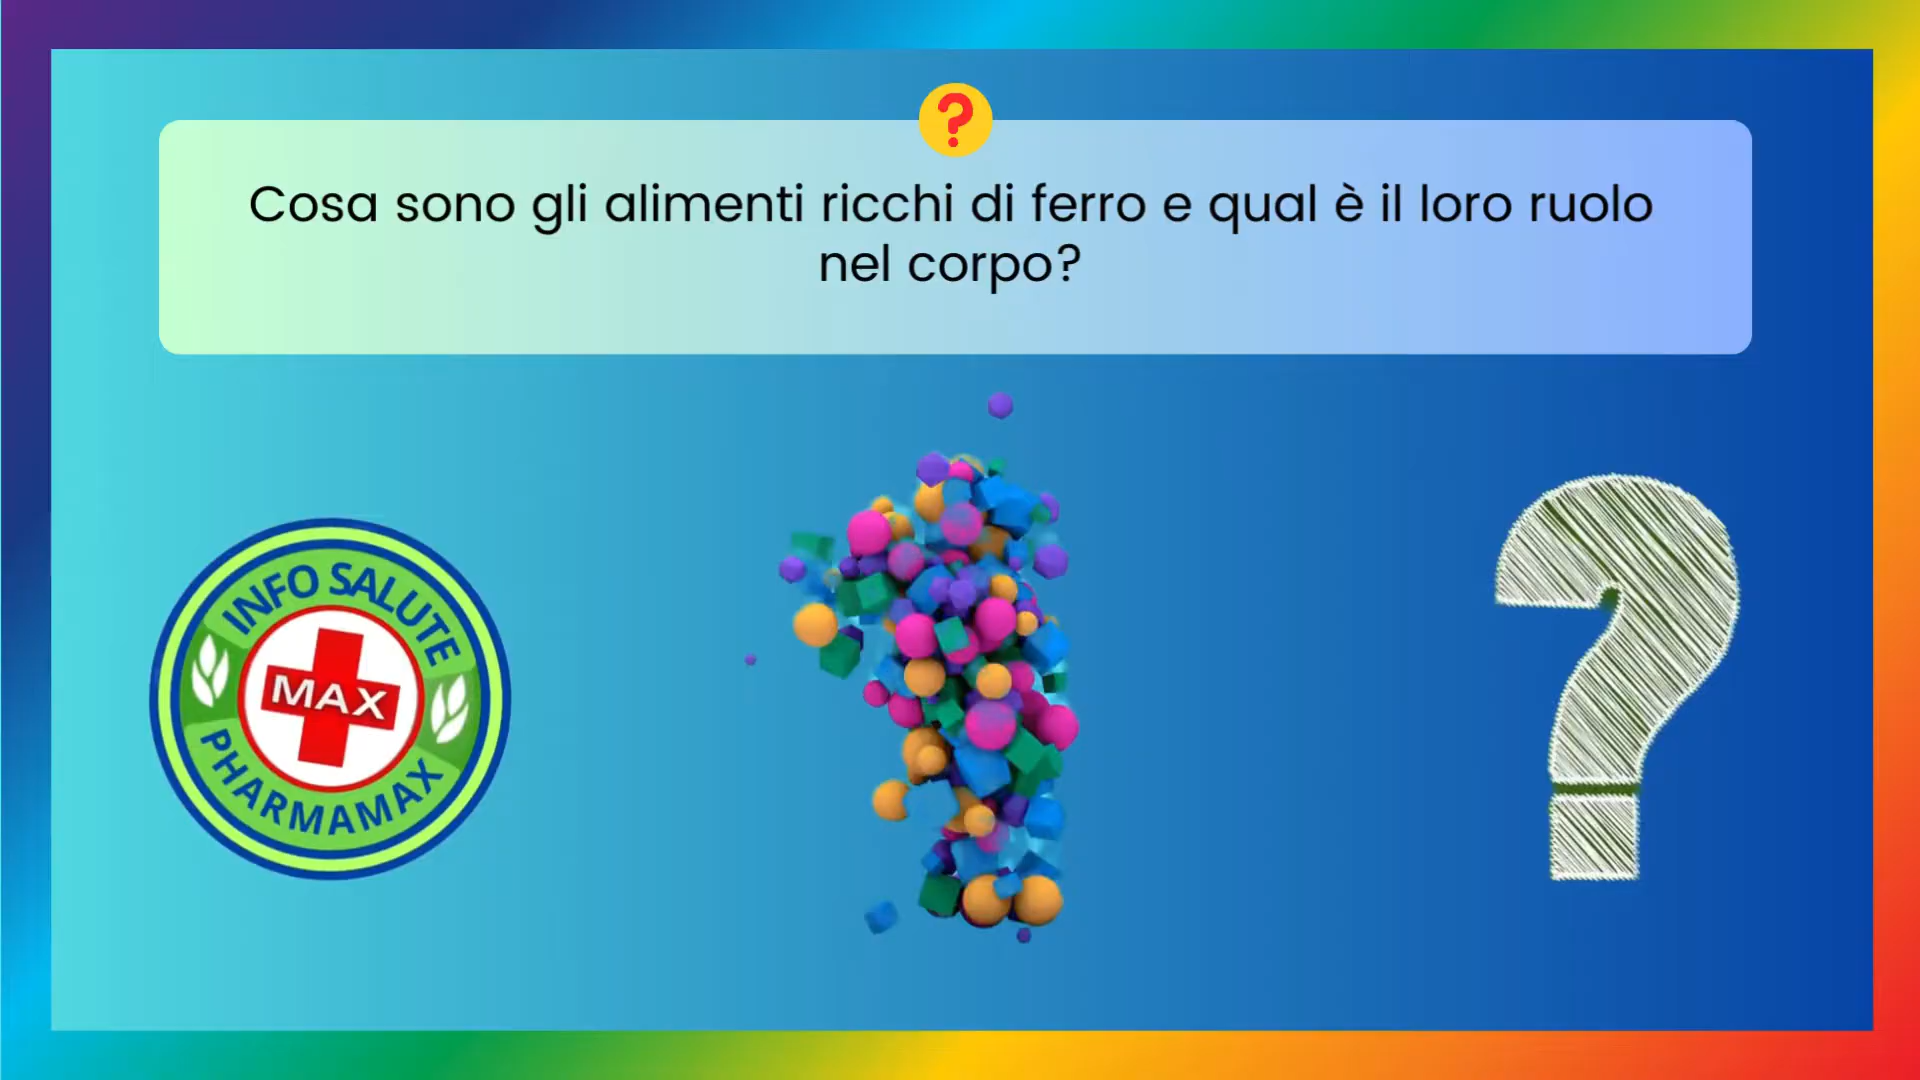 ?
Cosa sono gli alimenti ricchi di ferro e qual è il loro ruolo
nel corpo?
INFO SALUTE
MAX
PHARMAMAX
?